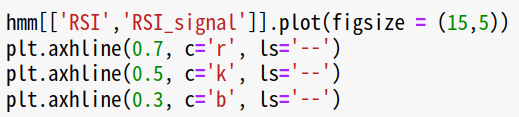 hmm[['RSI','RSI_signal']].plot(figsize = (15,5))
plt.axhline(0.7, c='r', ls='--')
plt.axhline(0.5, c='k', ls='--')
plt.axhline(0.3, c='b', ls='--')